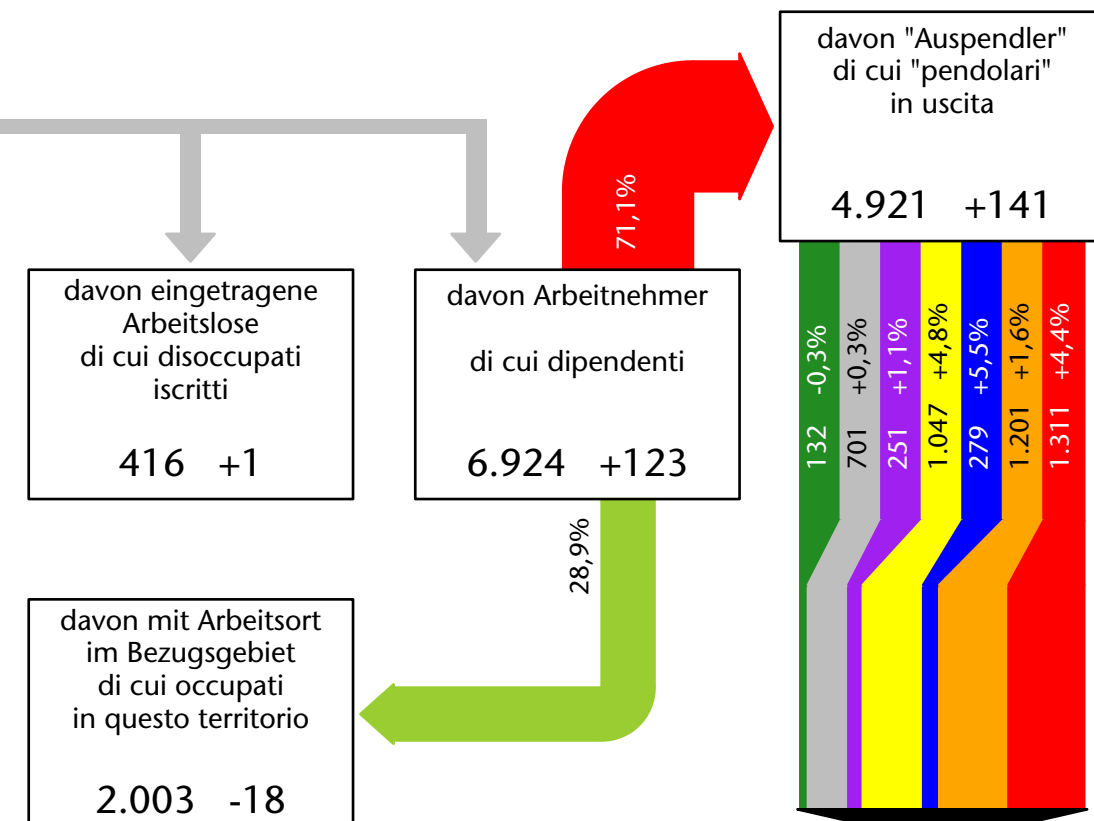 davon "Auspendler"
di cui "pendolari"
in uscita
4.921 +141
71,1%
davon eingetragene
Arbeitslose
di cui disoccupati
iscritti
416 +1
davon Arbeitnehmer
di cui dipendenti
6.924 +123
132 -0,3%
701 +0,3%
251 +1,1%
1.047 +4,8%
279 +5,5%
1.201 +1,6%
1.311 +4,4%
28,9%
davon mit Arbeitsort
im Bezugsgebiet
di cui occupati
in questo territorio
2.003 -18